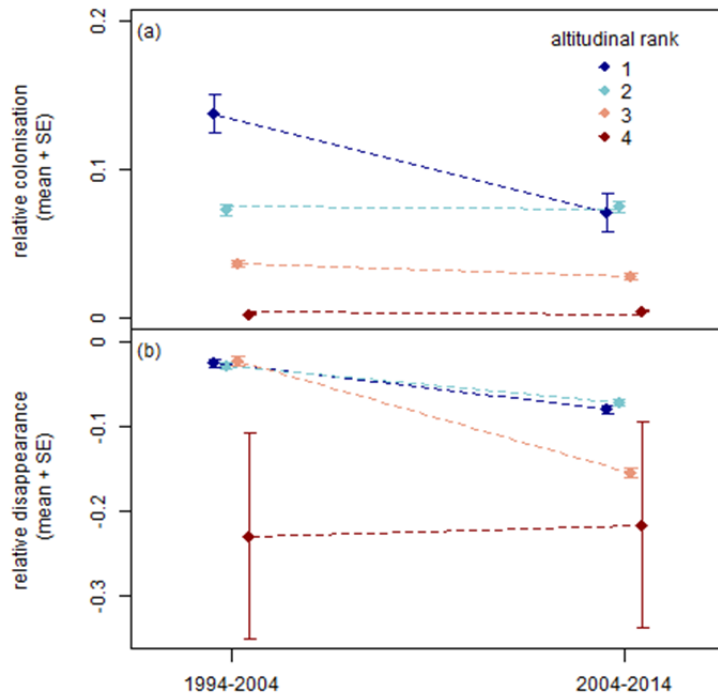 0.2
(a)
altitudinal rank
1
2
3
4
0.1
0
relative colonisation
(mean + SE)
0
(b)
-0.1
-0.2
-0.3
relative disappearance
(mean + SE)
1994-2004
2004-2014